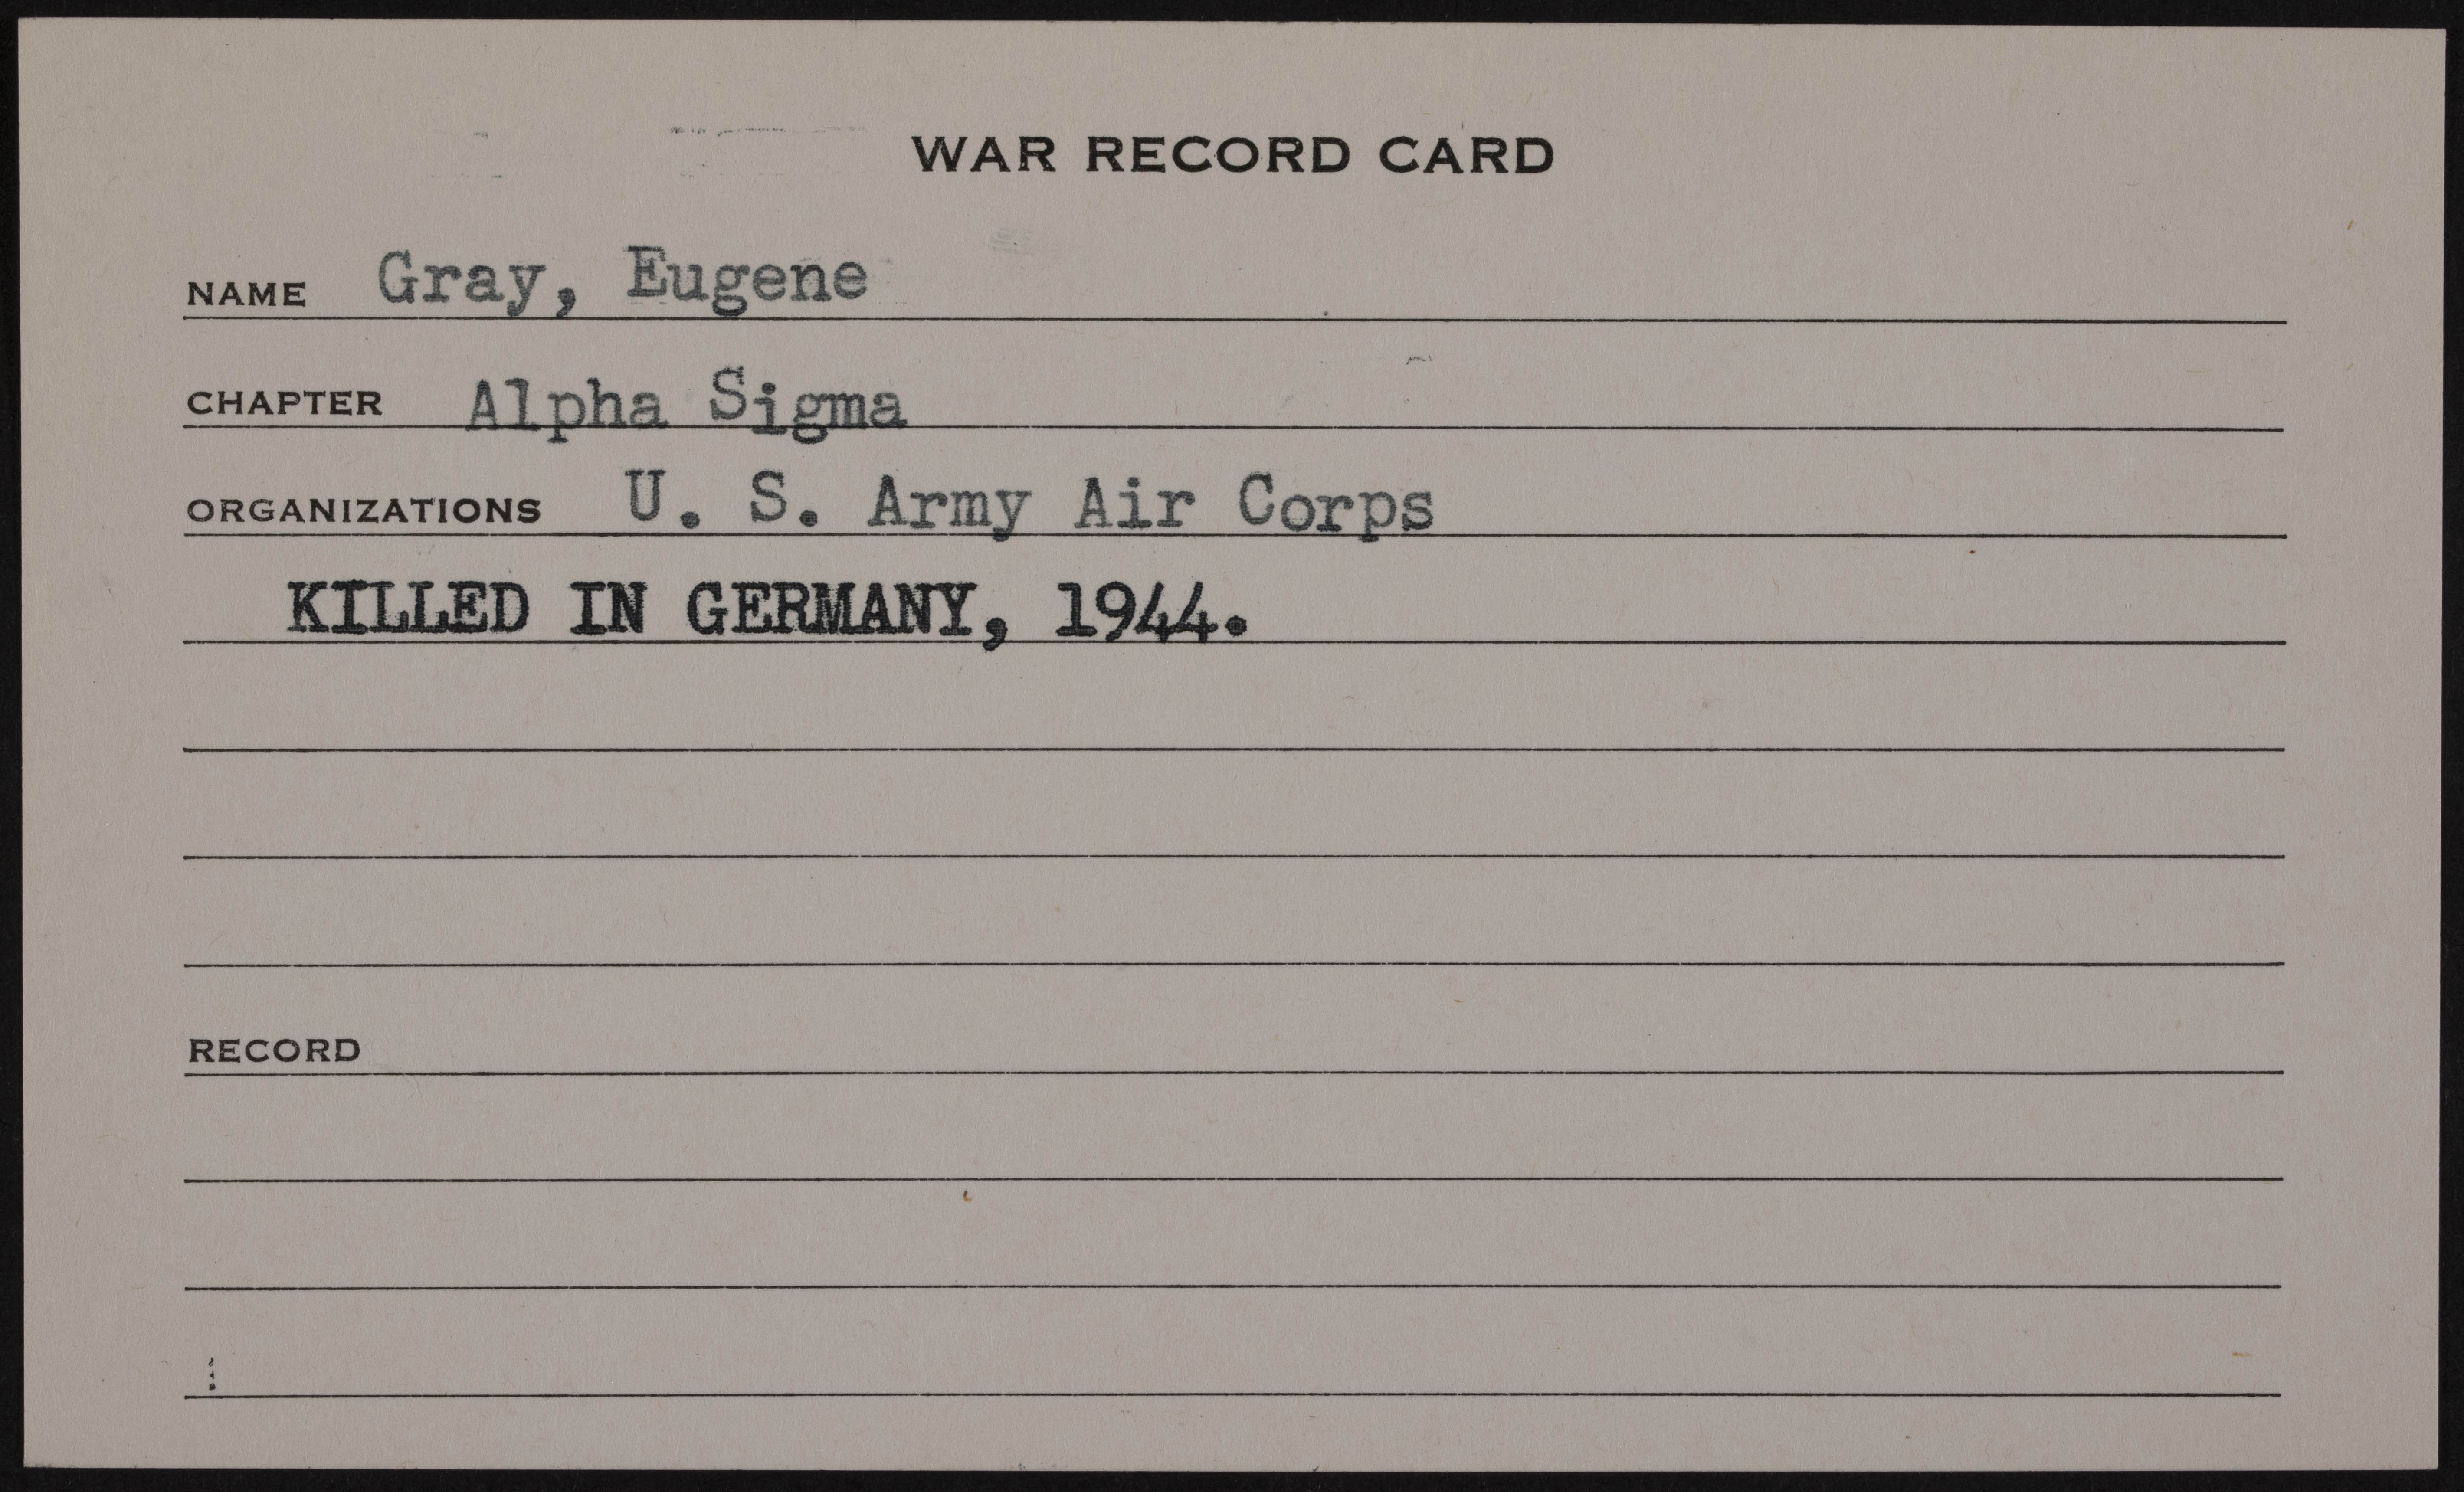 WAR RECORD CARD
NAME Gray, Eugene
CHAPTER Alpha Sigma
ORGANIZATIONS U. S. Army Air Corps
KILLED IN GERMANY, 1944.
RECORD